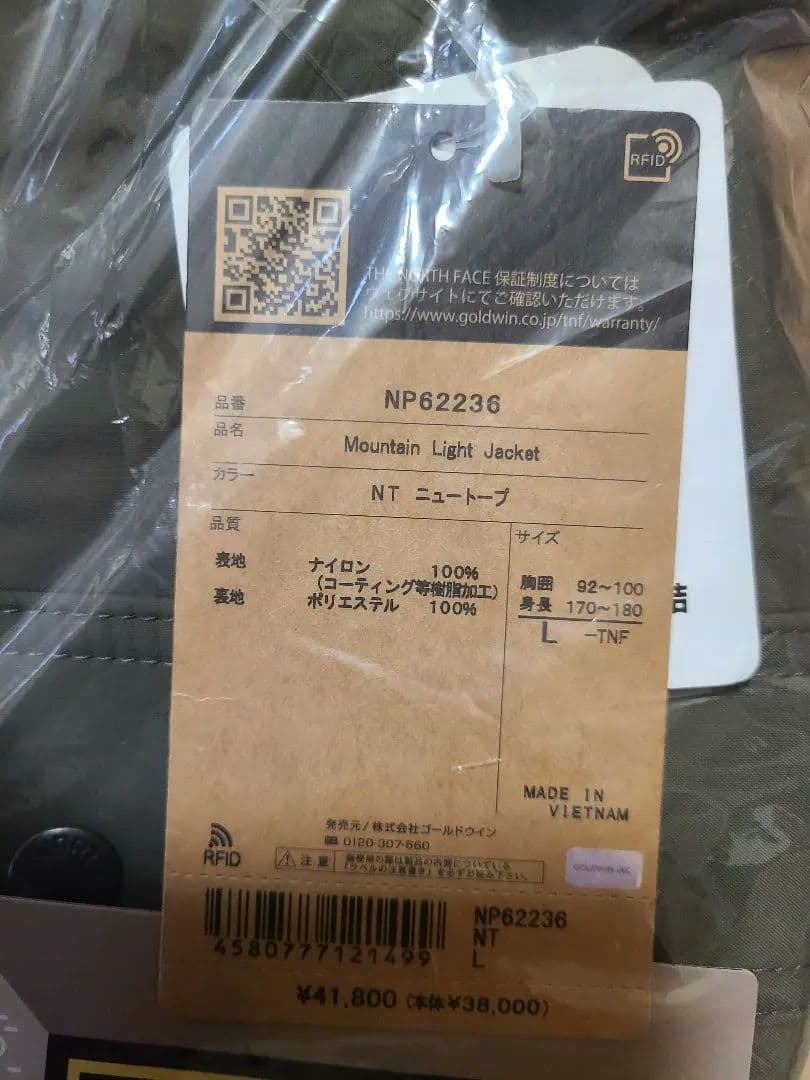 RFID
THE NORTH FACE 保証制度については
ウェブサイトにてご確認いただけます。
https://www.goldwin.co.jp/tnf/warranty/
品番 NP62236
品名 Mountain Light Jacket
カラー NT ニュートープ
品質
表地 ナイロン 100%
(コーティング等樹脂加工)
裏地 ポリエステル 100%
サイズ
胸囲 92~100
身長 170~180
L -TNF
MADE IN
VIETNAM
発売元/株式会社ゴールドウイン
0120-307-560
RFID
注意
GOLDWIN INC.
4580777121499
NP62236
NT
L
¥41,800 (本体¥38,000)